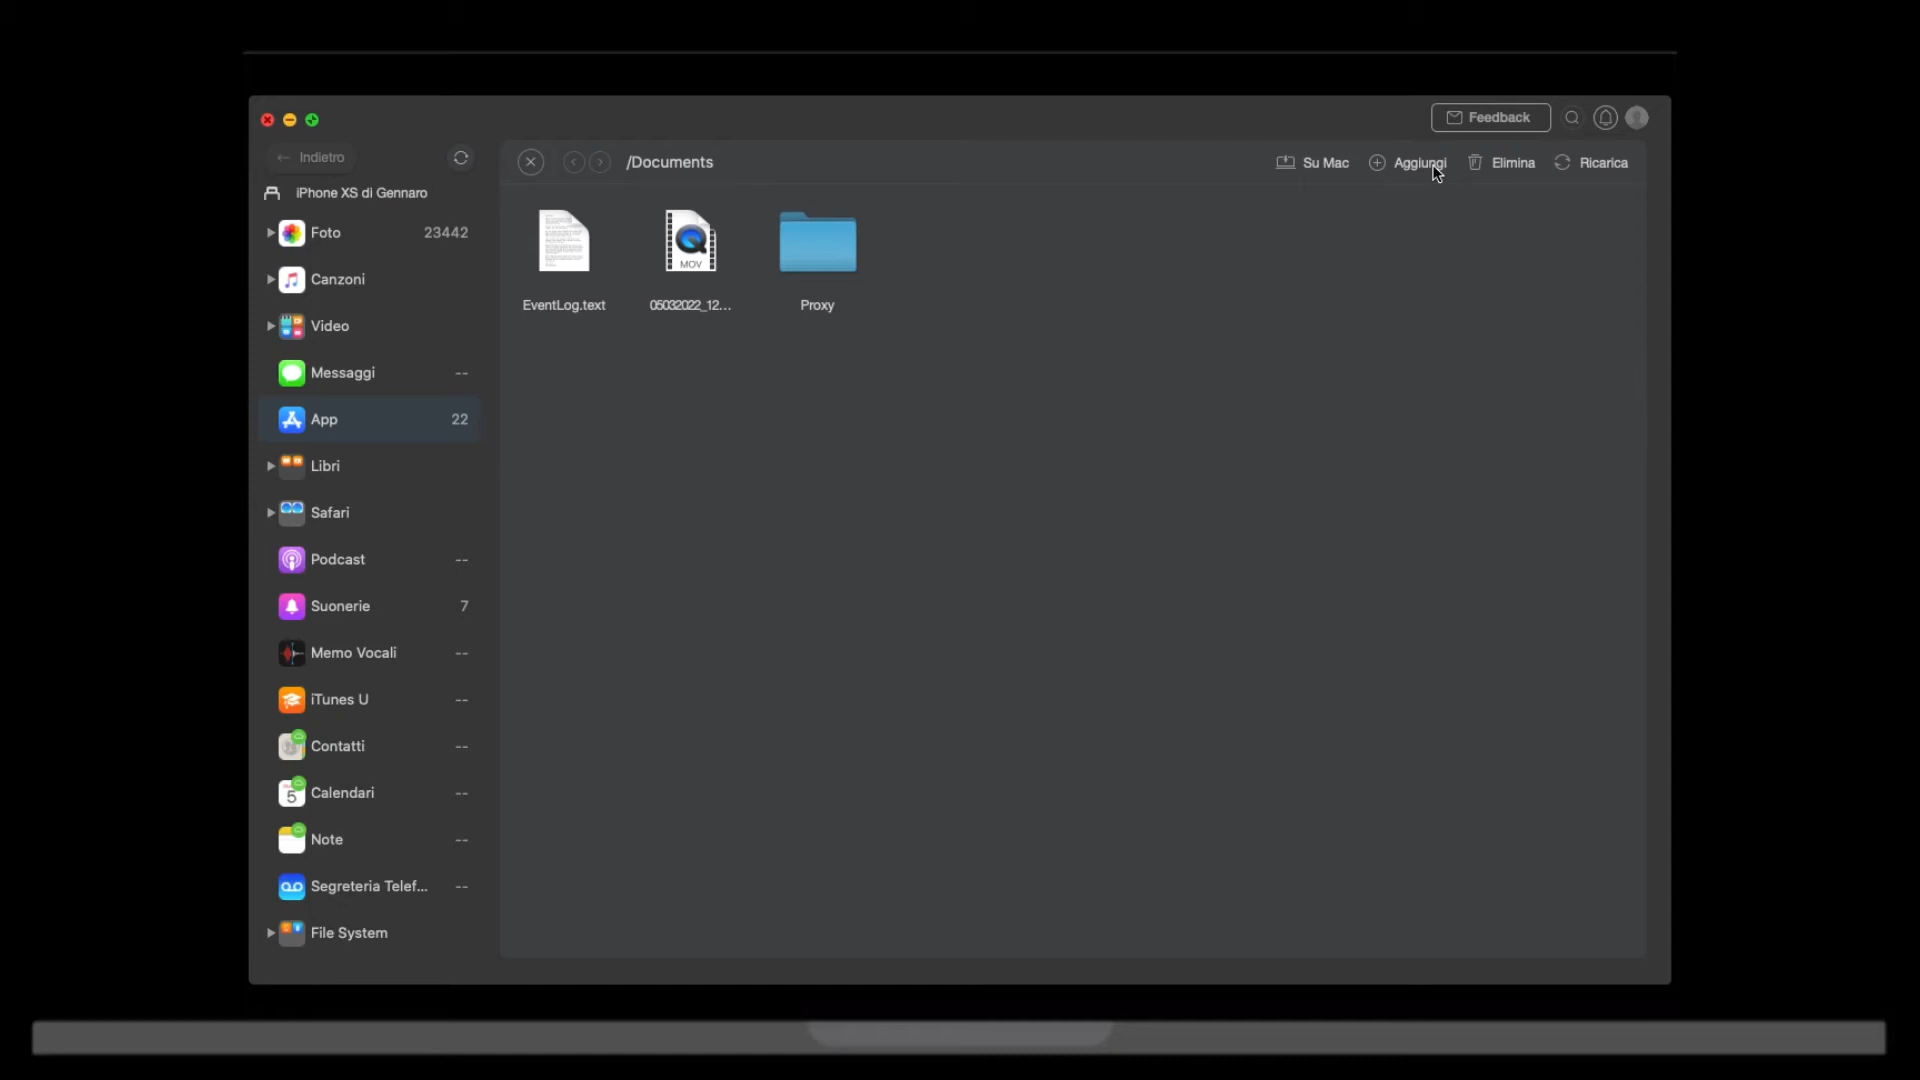 Feedback
Indietro
/Documents
Su Mac
Aggiungi
Elimina
Ricarica
iPhone XS di Gennaro
Foto 23442
Canzoni
Video
Messaggi --
App 22
Libri
Safari
Podcast --
Suonerie 7
Memo Vocali --
iTunes U --
Contatti --
Calendari --
5
Note --
Segreteria Telef... --
File System
MOV
EventLog.text
05032022_12...
Proxy